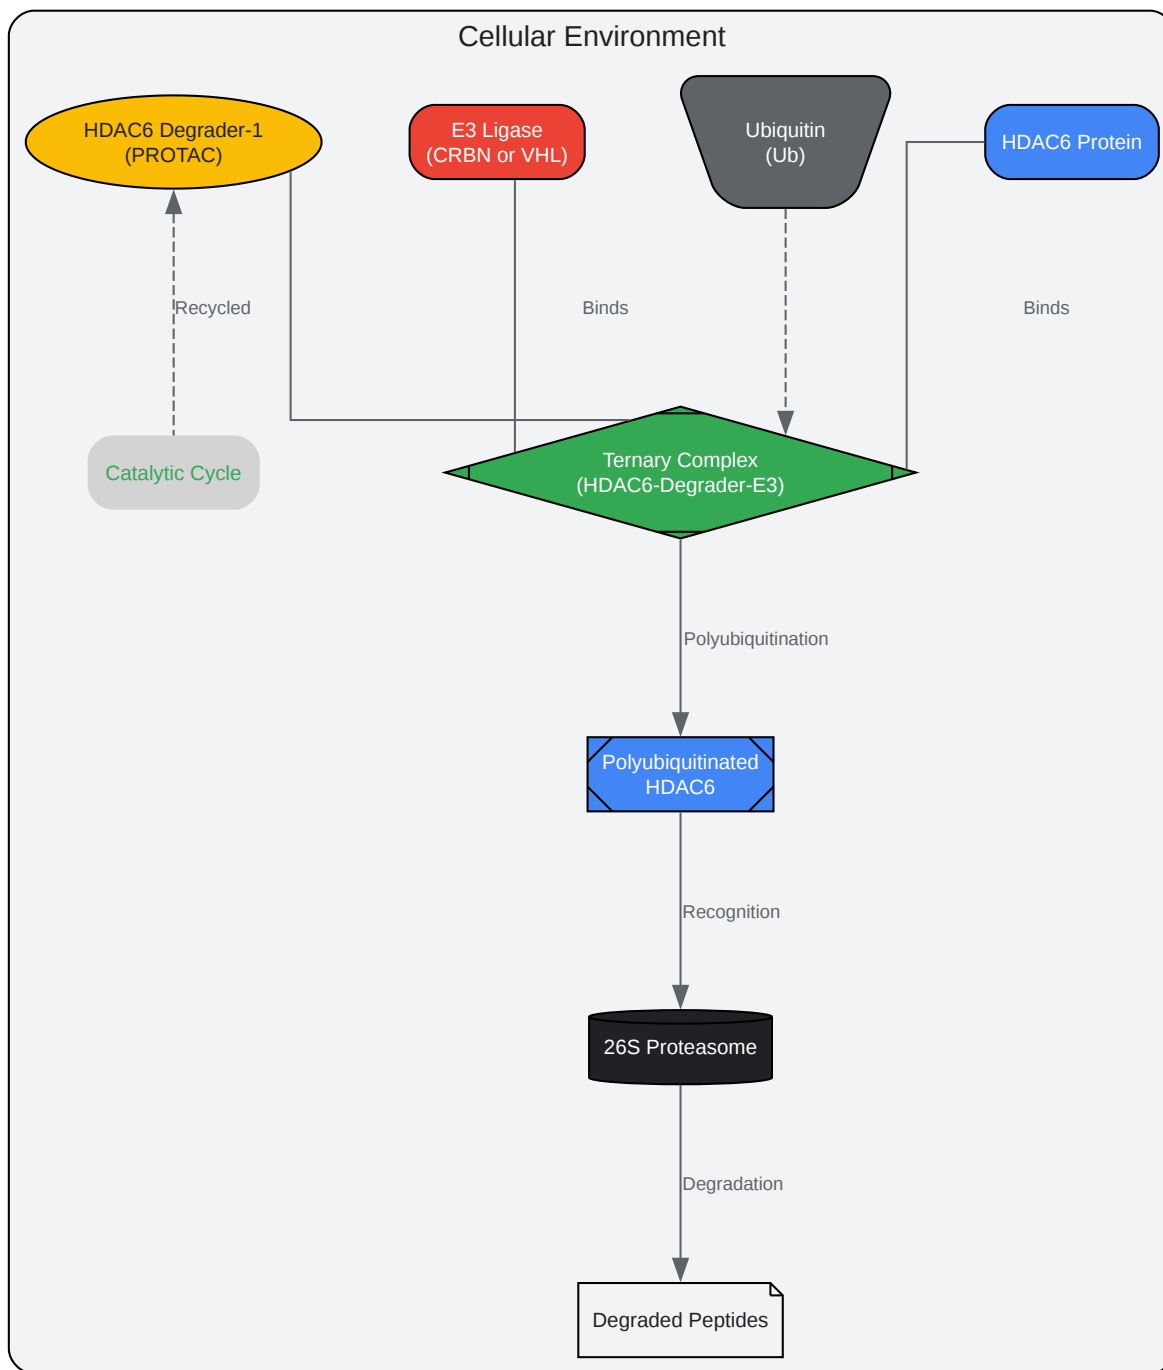 Cellular Environment
HDAC6 Degrader-1
(PROTAC)
E3 Ligase
(CRBN or VHL)
Ubiquitin
(Ub)
HDAC6 Protein
Recycled
Binds
Binds
Catalytic Cycle
Ternary Complex
(HDAC6-Degrader-E3)
Polyubiquitination
Polyubiquitinated
HDAC6
Recognition
26S Proteasome
Degradation
Degraded Peptides